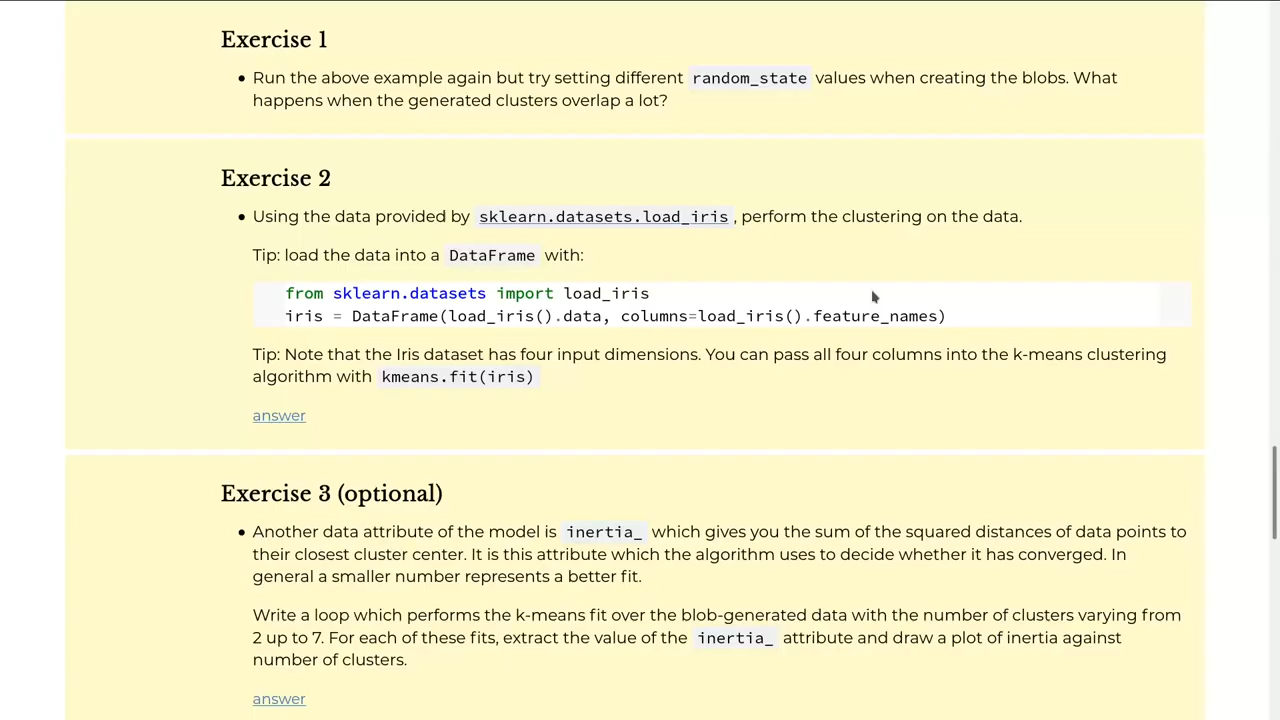 Exercise 1
• Run the above example again but try setting different random_state values when creating the blobs. What
happens when the generated clusters overlap a lot?
Exercise 2
• Using the data provided by sklearn.datasets.load_iris, perform the clustering on the data.
Tip: load the data into a DataFrame with:
from sklearn.datasets import load_iris
iris = DataFrame(load_iris().data, columns=load_iris().feature_names)
Tip: Note that the Iris dataset has four input dimensions. You can pass all four columns into the k-means clustering
algorithm with kmeans.fit(iris)
answer
Exercise 3 (optional)
• Another data attribute of the model is inertia_ which gives you the sum of the squared distances of data points to
their closest cluster center. It is this attribute which the algorithm uses to decide whether it has converged. In
general a smaller number represents a better fit.
Write a loop which performs the k-means fit over the blob-generated data with the number of clusters varying from
2 up to 7. For each of these fits, extract the value of the inertia_ attribute and draw a plot of inertia against
number of clusters.
answer